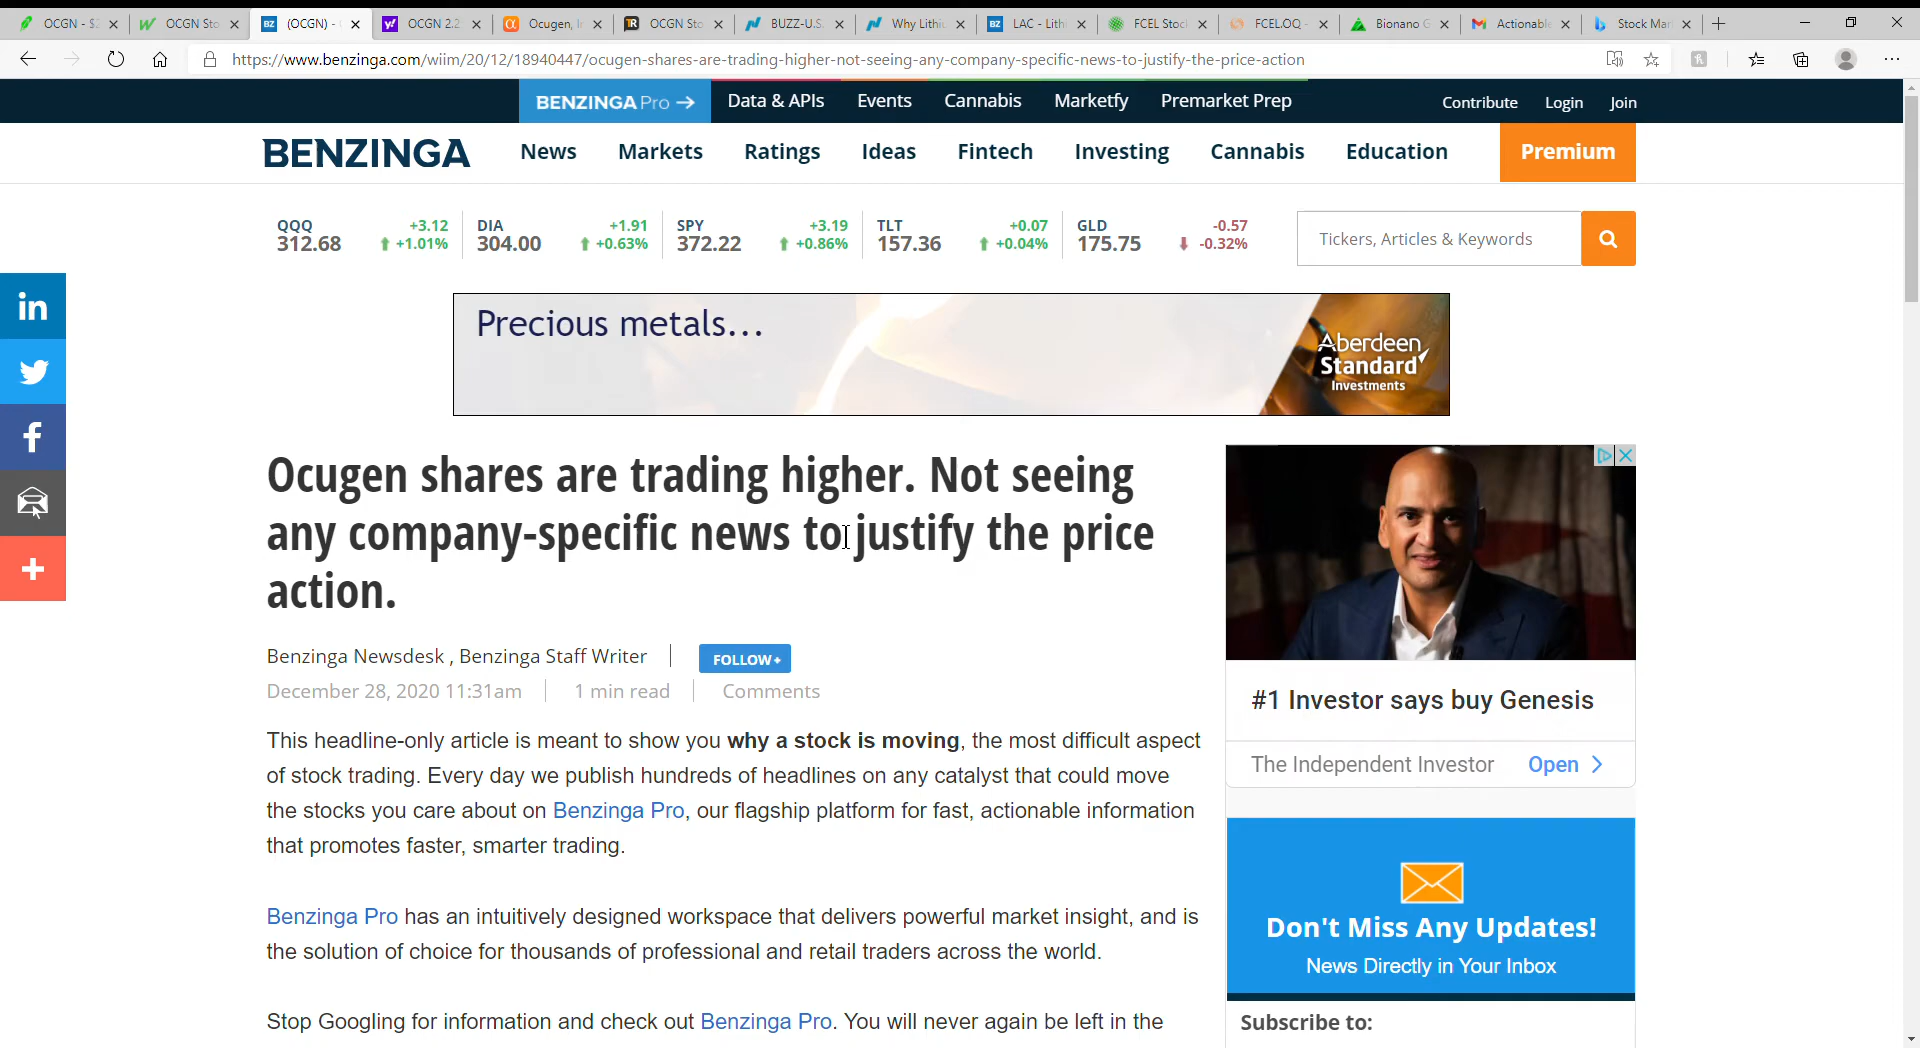 OCGN - $2
OCGN Sto
(OCGN) -
OCGN 2.2
Ocugen, In
OCGN Sto
BUZZ-U.S.
Why Lithiu
LAC - Lithi
FCEL Stock
FCEL.OQ -
Bionano G
Actionable
Stock Mar
https://www.benzinga.com/wiim/20/12/18940447/ocugen-shares-are-trading-higher-not-seeing-any-company-specific-news-to-justify-the-price-action
BENZINGA Pro → Data & APIs Events Cannabis Marketfy Premarket Prep Contribute Login Join
BENZINGA News Markets Ratings Ideas Fintech Investing Cannabis Education Premium
QQQ +3.12 DIA +1.91 SPY +3.19 TLT +0.07 GLD -0.57
312.68 +1.01% 304.00 +0.63% 372.22 +0.86% 157.36 +0.04% 175.75 -0.32%
Tickers, Articles & Keywords
Precious metals...
Aberdeen
Standard
Investments
in
f
+
Ocugen shares are trading higher. Not seeing
any company-specific news to justify the price
action.
Benzinga Newsdesk , Benzinga Staff Writer FOLLOW+
December 28, 2020 11:31am 1 min read Comments
This headline-only article is meant to show you why a stock is moving, the most difficult aspect
of stock trading. Every day we publish hundreds of headlines on any catalyst that could move
the stocks you care about on Benzinga Pro, our flagship platform for fast, actionable information
that promotes faster, smarter trading.
Benzinga Pro has an intuitively designed workspace that delivers powerful market insight, and is
the solution of choice for thousands of professional and retail traders across the world.
Stop Googling for information and check out Benzinga Pro. You will never again be left in the
#1 Investor says buy Genesis
The Independent Investor Open
Don't Miss Any Updates!
News Directly in Your Inbox
Subscribe to: